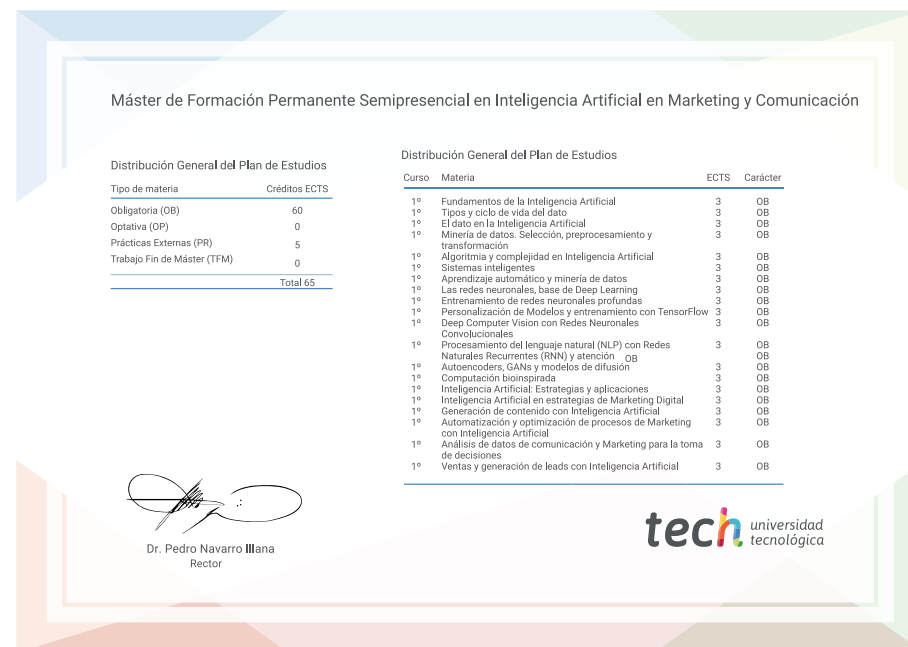 Máster de Formación Permanente Semipresencial en Inteligencia Artificial en Marketing y Comunicación
Distribución General del Plan de Estudios
Tipo de materia Créditos ECTS
Obligatoria (OB) 60
Optativa (OP) 0
Prácticas Externas (PR) 5
Trabajo Fin de Máster (TFM) 0
Total 65
Distribución General del Plan de Estudios
Curso Materia ECTS Carácter
1º Fundamentos de la Inteligencia Artificial 3 OB
1º Tipos y ciclo de vida del dato 3 OB
1º El dato en la Inteligencia Artificial 3 OB
1º Minería de datos. Selección, preprocesamiento y 3 OB
transformación
1º Algoritmia y complejidad en Inteligencia Artificial 3 OB
1º Sistemas inteligentes 3 OB
1º Aprendizaje automático y minería de datos 3 OB
1º Las redes neuronales, base de Deep Learning 3 OB
1º Entrenamiento de redes neuronales profundas 3 OB
1º Personalización de Modelos y entrenamiento con TensorFlow 3 OB
1º Deep Computer Vision con Redes Neuronales 3 OB
Convolucionales
1º Procesamiento del lenguaje natural (NLP) con Redes 3 OB
Naturales Recurrentes (RNN) y atención OB OB
1º Autoencoders, GANs y modelos de difusión 3 OB
1º Computación bioinspirada 3 OB
1º Inteligencia Artificial: Estrategias y aplicaciones 3 OB
1º Inteligencia Artificial en estrategias de Marketing Digital 3 OB
1º Generación de contenido con Inteligencia Artificial 3 OB
1º Automatización y optimización de procesos de Marketing 3 OB
con Inteligencia Artificial
1º Análisis de datos de comunicación y Marketing para la toma 3 OB
de decisiones
1º Ventas y generación de leads con Inteligencia Artificial 3 OB
Dr. Pedro Navarro Illana
Rector
tech universidad
tecnológica